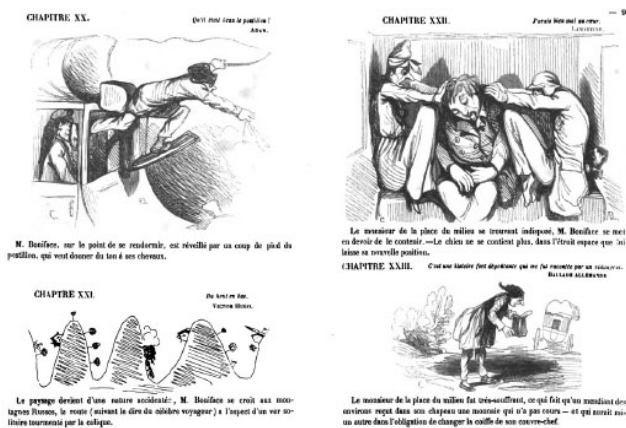 CHAPITRE XX.
Qu'il était beau le postillon !
ADAM.
M. Boniface, sur le point de se rendormir, est réveillé par un coup de pied du
postillon, qui veut donner du ton à ses chevaux.
CHAPITRE XXI.
Du haut en bas.
VICTOR HUGO.
Le paysage devient d'une nature accidentée, M. Boniface se croit aux mon-
tagnes Russes, la route (suivant le dire du célèbre voyageur) a l'aspect d'un ver so-
litaire tourmenté par la colique.
— 9
CHAPITRE XXII.
J'avais bien mal au cœur.
Le monsieur de la place du milieu se trouvant indisposé, M. Boniface se met
en devoir de le contenir.—Le chien ne se contient plus, dans l'étroit espace que lui
laisse sa nouvelle position.
CHAPITRE XXIII.
C'est une histoire fort dégoûtante qui me fut racontée par un
BALLADE ALLEMANDE
Le monsieur de la place du milieu fut très-souffrant, ce qui fait qu'un mendiant des
environs reçut dans son chapeau une monnaie qui n'a pas cours — et qui aurait mis
un autre dans l'obligation de changer la coiffe de son couvre-chef.